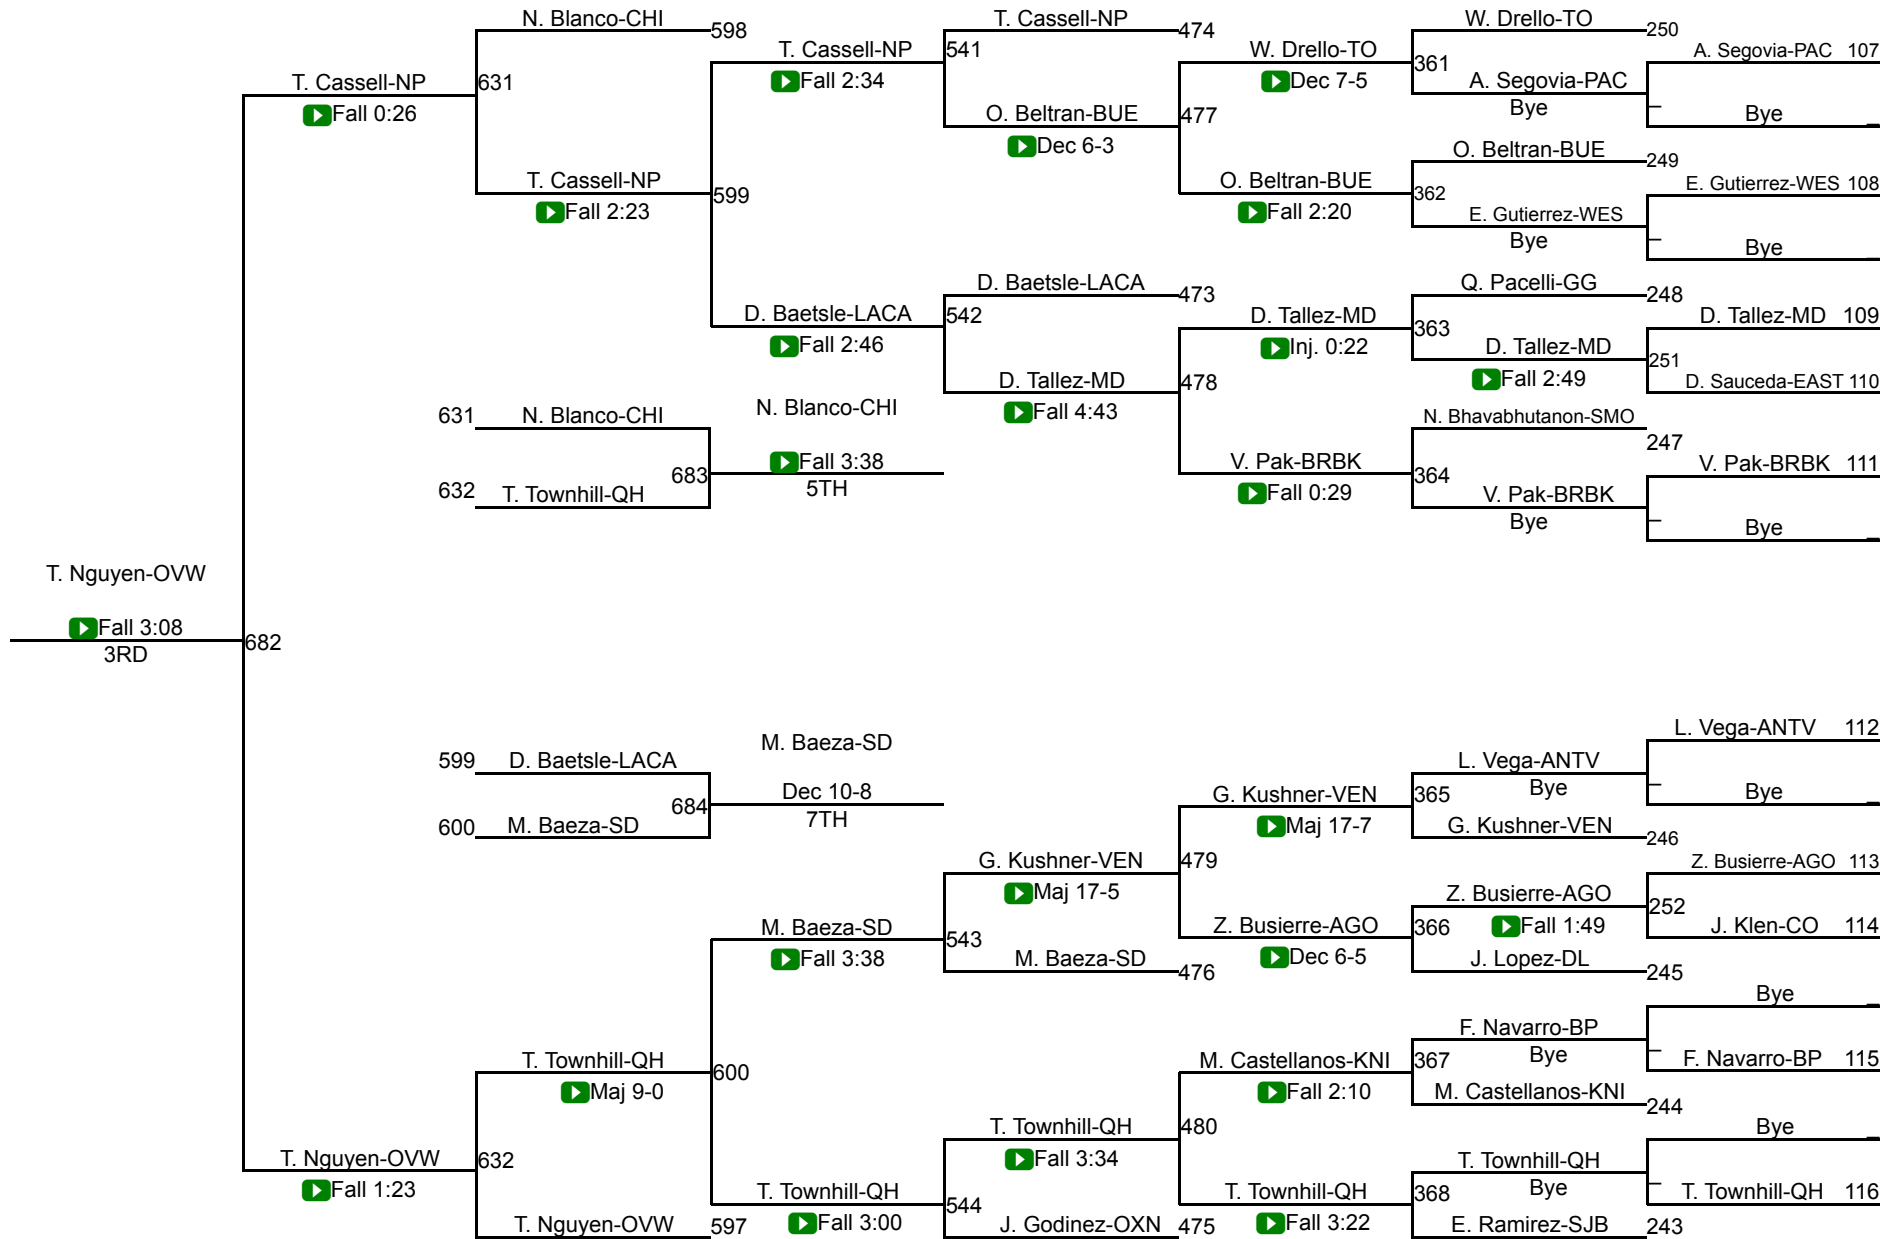 N. Blanco-CHI
598
T. Cassell-NP
474
W. Drello-TO
250
T. Cassell-NP
541
W. Drello-TO
A. Segovia-PAC 107
T. Cassell-NP
631
Fall 2:34
Dec 7-5
361
A. Segovia-PAC
Fall 0:26
O. Beltran-BUE
477
Bye
Bye
Dec 6-3
O. Beltran-BUE
249
T. Cassell-NP
599
O. Beltran-BUE
362
E. Gutierrez-WES 108
Fall 2:23
Fall 2:20
E. Gutierrez-WES
Bye
Bye
D. Baetsle-LACA
473
Q. Pacelli-GG
248
D. Baetsle-LACA
542
D. Tallez-MD
363
D. Tallez-MD 109
Fall 2:46
Inj. 0:22
D. Tallez-MD
251
D. Tallez-MD
478
Fall 2:49
D. Sauceda-EAST 110
631
N. Blanco-CHI
N. Blanco-CHI
Fall 4:43
N. Bhavabhutanon-SMO
247
683
Fall 3:38
V. Pak-BRBK
364
V. Pak-BRBK 111
632
T. Townhill-QH
5TH
Fall 0:29
V. Pak-BRBK
Bye
Bye
T. Nguyen-OVW
Fall 3:08
682
3RD
L. Vega-ANTV 112
599
D. Baetsle-LACA
M. Baeza-SD
L. Vega-ANTV
684
Dec 10-8
G. Kushner-VEN
365
Bye
Bye
600
M. Baeza-SD
7TH
Maj 17-7
G. Kushner-VEN
246
G. Kushner-VEN
479
Z. Busierre-AGO 113
Maj 17-5
Z. Busierre-AGO
252
M. Baeza-SD
543
Z. Busierre-AGO
366
Fall 1:49
J. Klen-CO 114
Fall 3:38
M. Baeza-SD
476
Dec 6-5
J. Lopez-DL
245
Bye
F. Navarro-BP
T. Townhill-QH
600
M. Castellanos-KNI
367
Bye
F. Navarro-BP 115
Maj 9-0
Fall 2:10
M. Castellanos-KNI
244
T. Townhill-QH
480
Bye
T. Nguyen-OVW
632
Fall 3:34
T. Townhill-QH
Fall 1:23
T. Townhill-QH
544
T. Townhill-QH
368
Bye
T. Townhill-QH 116
T. Nguyen-OVW
597
Fall 3:00
J. Godinez-OXN
475
Fall 3:22
E. Ramirez-SJB
243